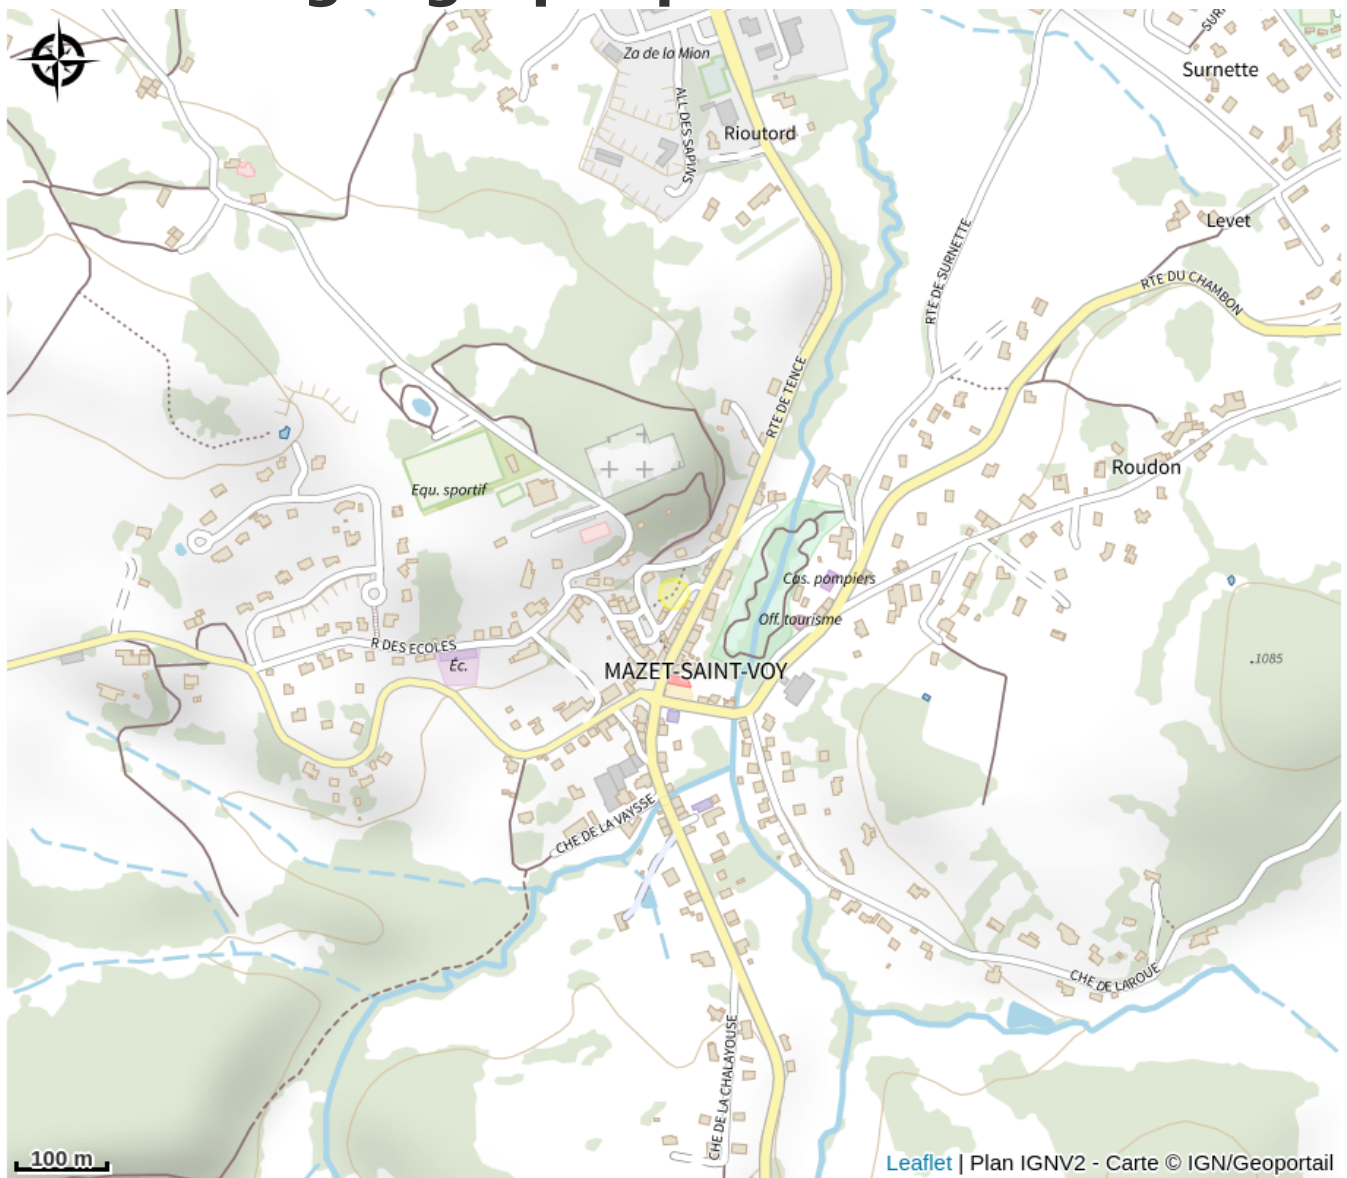 Za de la Mion
Surnette
ALL DES SAPINS
Rioutord
Levet
RTE DE SURNETTE
RTE DU CHAMBON
RTE DE TENCE
Roudon
Equ. sportif
Cas. pompiers
Off. tourisme
R DES ECOLES
Éc.
MAZET-SAINT-VOY
.1085
CHE DE LA VAYSSE
CHE DE LAROUE
CHE DE LA CHALAYOUSE
100 m
Leaflet | Plan IGNV2 - Carte © IGN/Geoportail